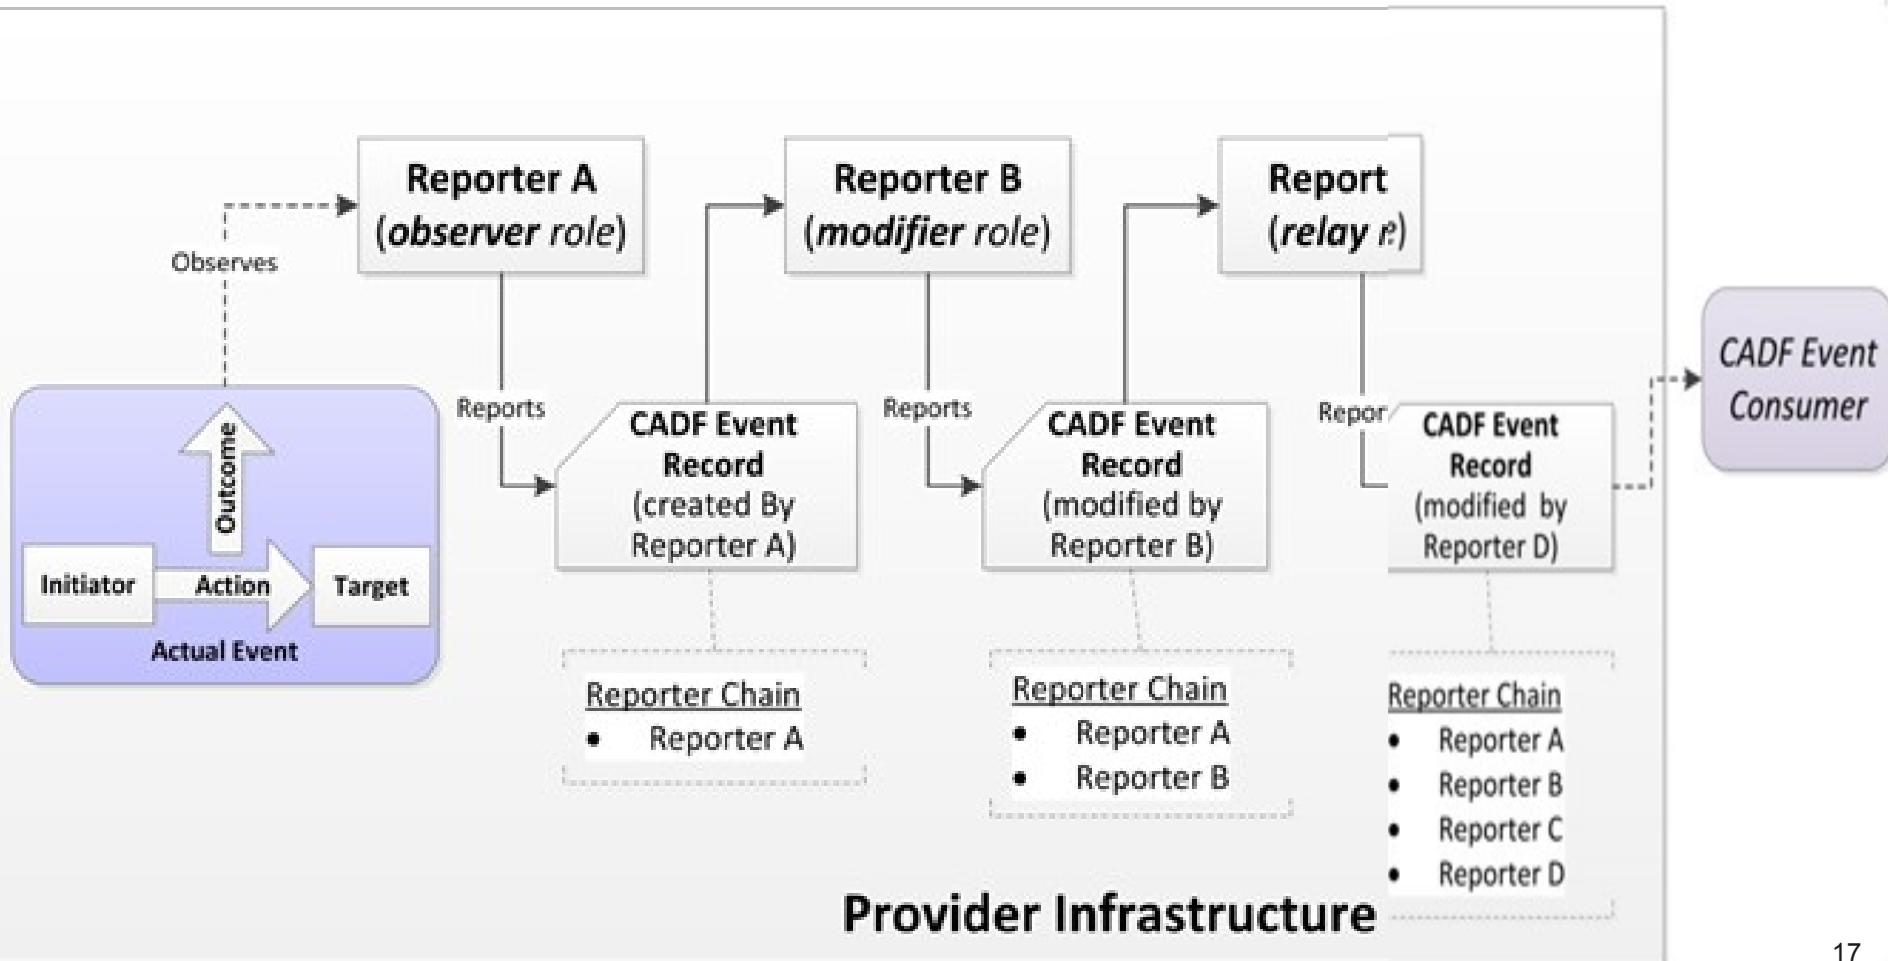 Reporter A
(observer role)
Reporter B
(modifier role)
Report
(relay
Observes
CADF Event
Consumer
Reports
Reports
Repor
CADF Event
Record
(created By
Reporter A)
CADF Event
Record
(modified by
Reporter B)
CADF Event
Record
(modified by
Reporter D)
Outcome
Initiator
Action
Target
Actual Event
Reporter Chain
• Reporter A
Reporter Chain
• Reporter A
• Reporter B
Reporter Chain
• Reporter A
• Reporter B
• Reporter C
• Reporter D
Provider Infrastructure
17